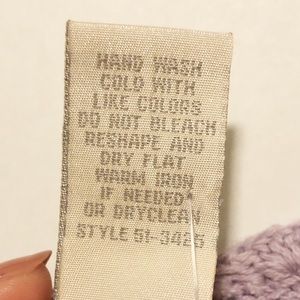 HAND WASH
COLD WITH
LIKE COLORS
DO NOT BLEACH
RESHAPE AND
DRY FLAT
WARM IRON
IF NEEDED
OR DRYCLEAN
STYLE 51-3425